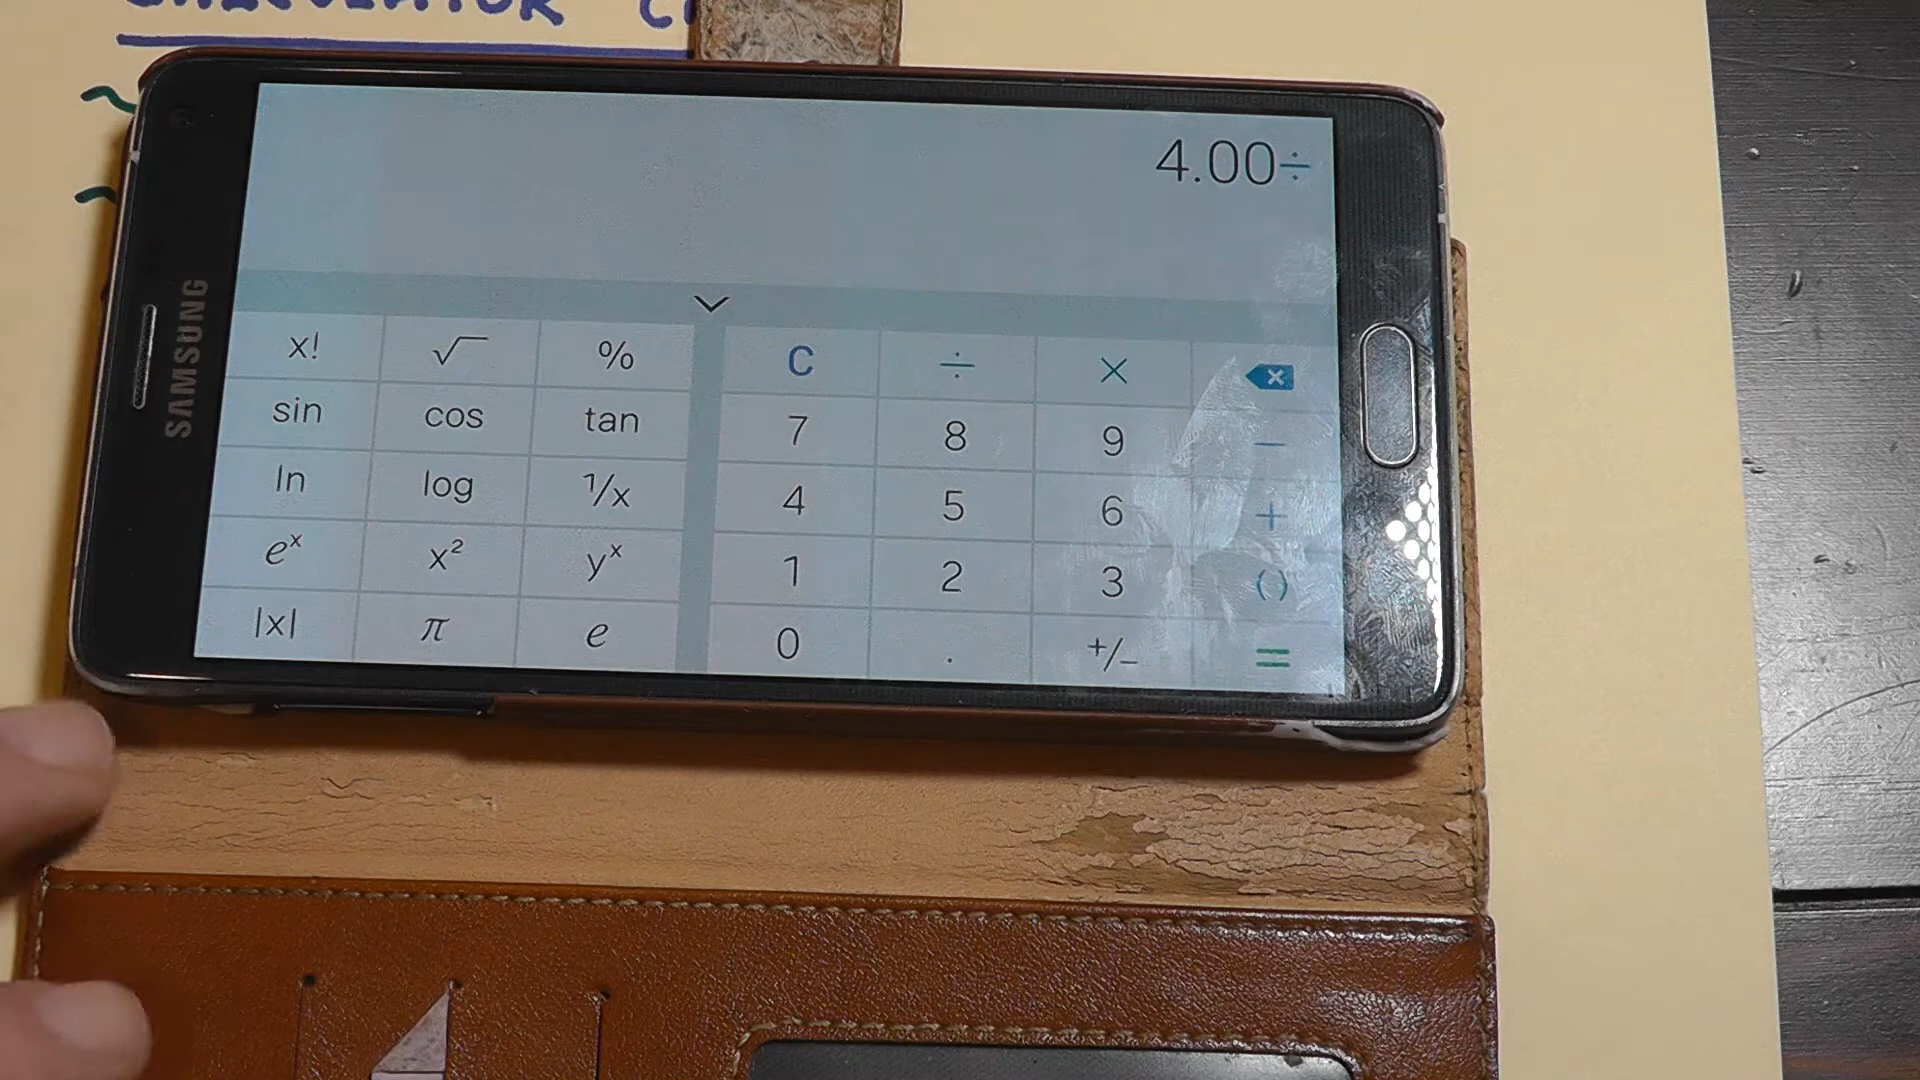 CALCULATOR
4.00÷
SAMSUNG
x! √ % C ÷ ×
sin cos tan 7 8 9 −
ln log 1/x 4 5 6 +
eˣ x² yˣ 1 2 3 ()
|x| π e 0 . +/− =